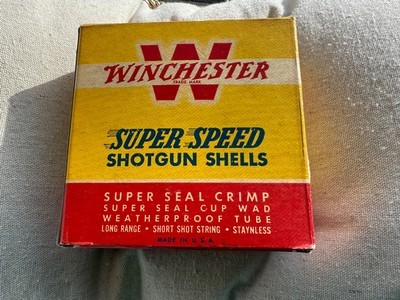 W
WINCHESTER
TRADE MARK
SUPER SPEED
SHOTGUN SHELLS
SUPER SEAL CRIMP
SUPER SEAL CUP WAD
WEATHERPROOF TUBE
LONG RANGE • SHORT SHOT STRING • STAYNLESS
MADE IN U.S.A.